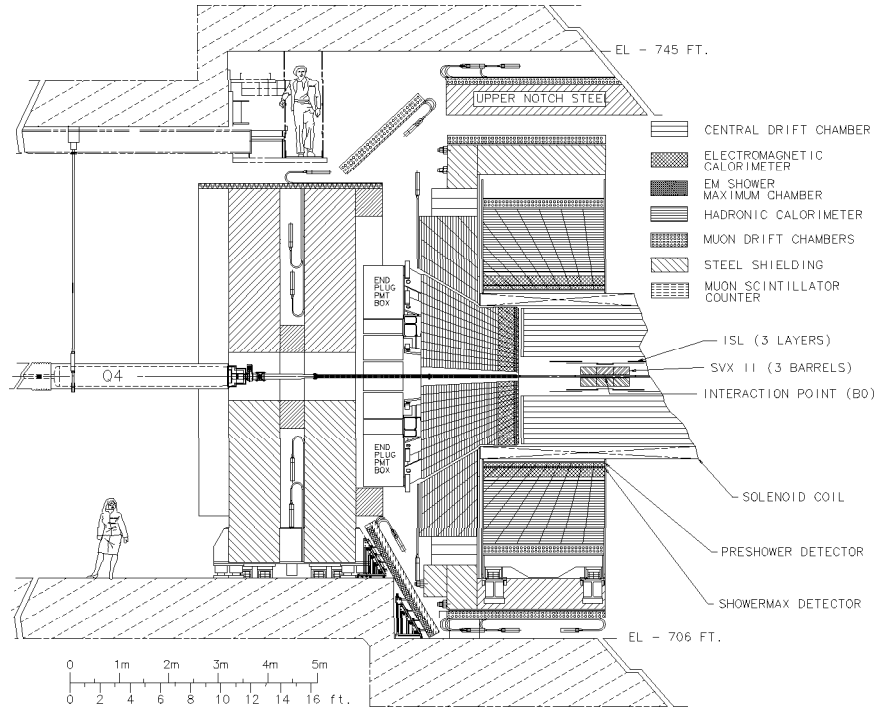 EL - 745 FT.
UPPER NOTCH STEEL
CENTRAL DRIFT CHAMBER
ELECTROMAGNETIC
CALORIMETER
EM SHOWER
MAXIMUM CHAMBER
HADRONIC CALORIMETER
MUON DRIFT CHAMBERS
STEEL SHIELDING
MUON SCINTILLATOR
COUNTER
END
PLUG
PMT
BOX
ISL (3 LAYERS)
SVX II (3 BARRELS)
INTERACTION POINT (B0)
Q4
END
PLUG
PMT
BOX
SOLENOID COIL
PRESHOWER DETECTOR
SHOWERMAX DETECTOR
EL - 706 FT.
0 1m 2m 3m 4m 5m
0 2 4 6 8 10 12 14 16 ft.